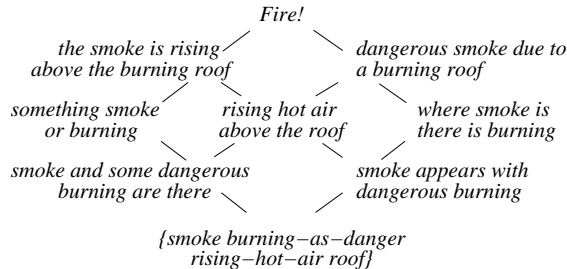 Fire!
the smoke is rising
above the burning roof
dangerous smoke due to
a burning roof
something smoke
or burning
rising hot air
above the roof
where smoke is
there is burning
smoke and some dangerous
burning are there
smoke appears with
dangerous burning
{smoke burning−as−danger
rising−hot−air roof}